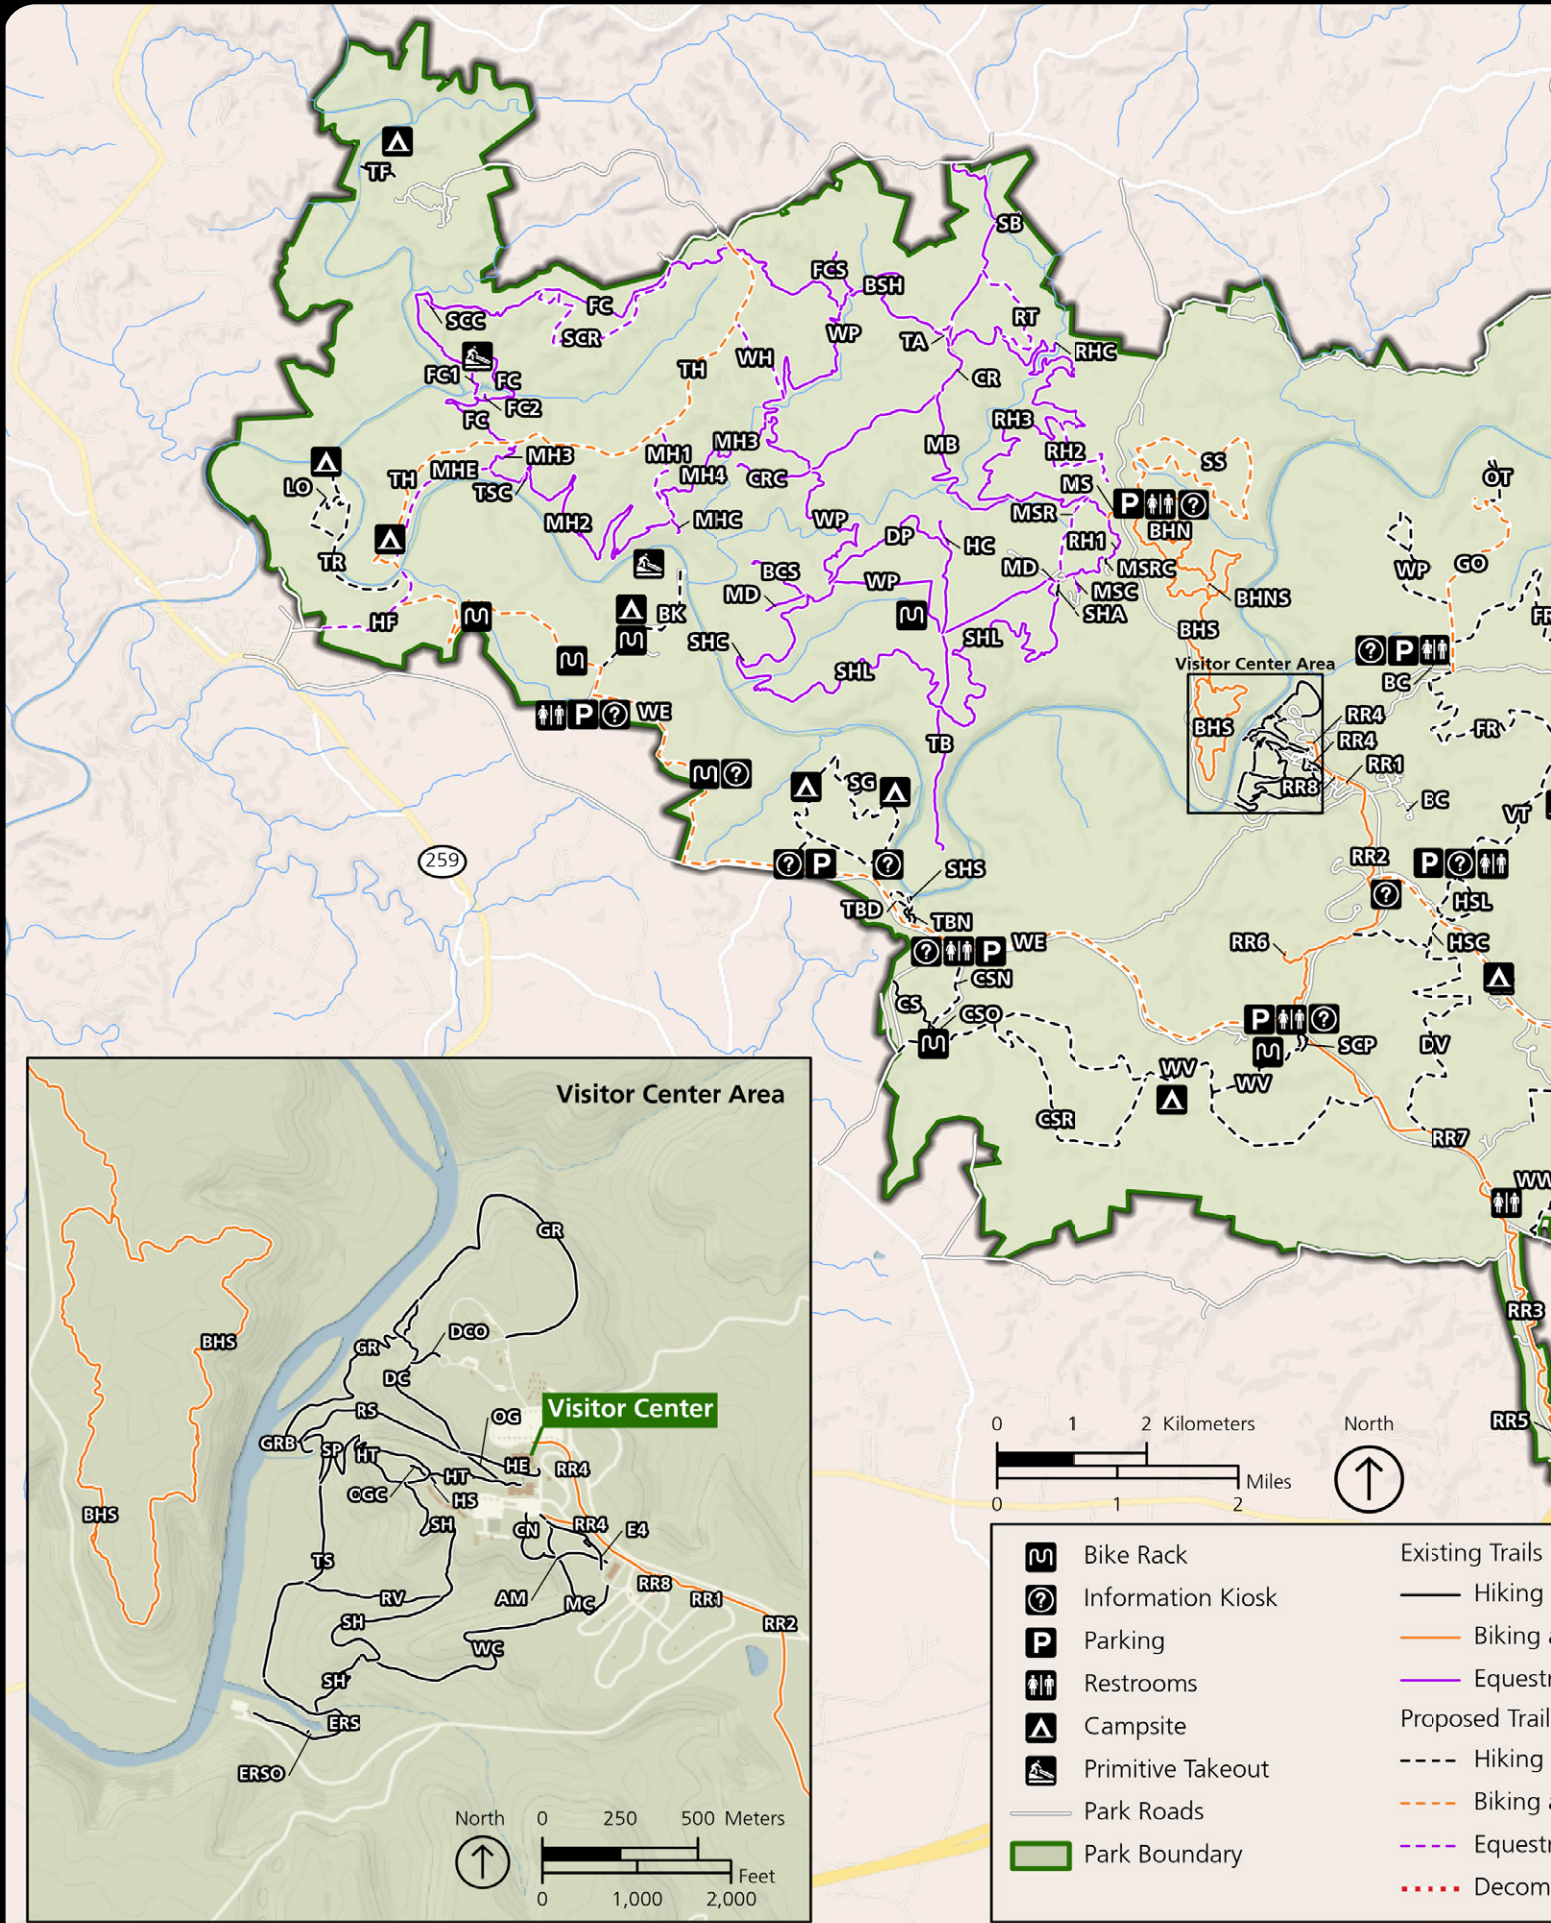 TF
SB
FCS
BSH
FC
SCC
SCR
RT
WP
TA
RHC
WH
TH
FC1
FC
CR
FC2
FC
RH3
MH3
MB
MH3
MH1
RH2
SS
MHE
MH4
CRC
TH
ÖT
LO
TSC
MS
MSR
MH2
MHC
WP
BHN
DP
HC
RH1
TR
MD
MSRC
WP
GO
BCS
WP
MD
MSC
BHNS
BK
SHA
FR
HF
BHS
SHC
SHL
Visitor Center Area
SHL
BC
WE
RR4
BHS
FR
TB
RR4
RR1
SG
RR8
BC
VT
259
RR2
SHS
HSL
TBD
TBN
WE
RR6
HSC
CSN
CS
CSO
SCP
DV
WV
WV
CSR
RR7
WW
RR3
RR5
Visitor Center Area
GR
DCO
BHS
GR
DC
Visitor Center
RS
OG
GRB
SP
HT
HE
RR4
HT
OGC
HS
BHS
SH
CN
RR4
E4
TS
RR8
RV
AM
MC
RR1
SH
RR2
WC
SH
ERS
ERSO
North
0 250 500 Meters
Feet
0 1,000 2,000
0 1 2 Kilometers
Miles
0 1 2
North
Bike Rack
Information Kiosk
Parking
Restrooms
Campsite
Primitive Takeout
Park Roads
Park Boundary
Existing Trails
Hiking
Biking a
Equestr
Proposed Trail
Hiking
Biking a
Equestr
Decom